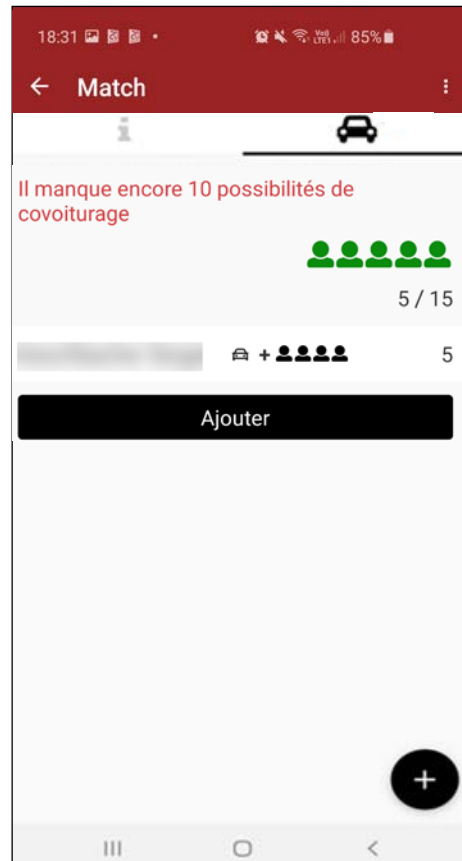 18:31
85%
Match
Il manque encore 10 possibilités de
covoiturage
5 / 15
+ 5
Ajouter
+